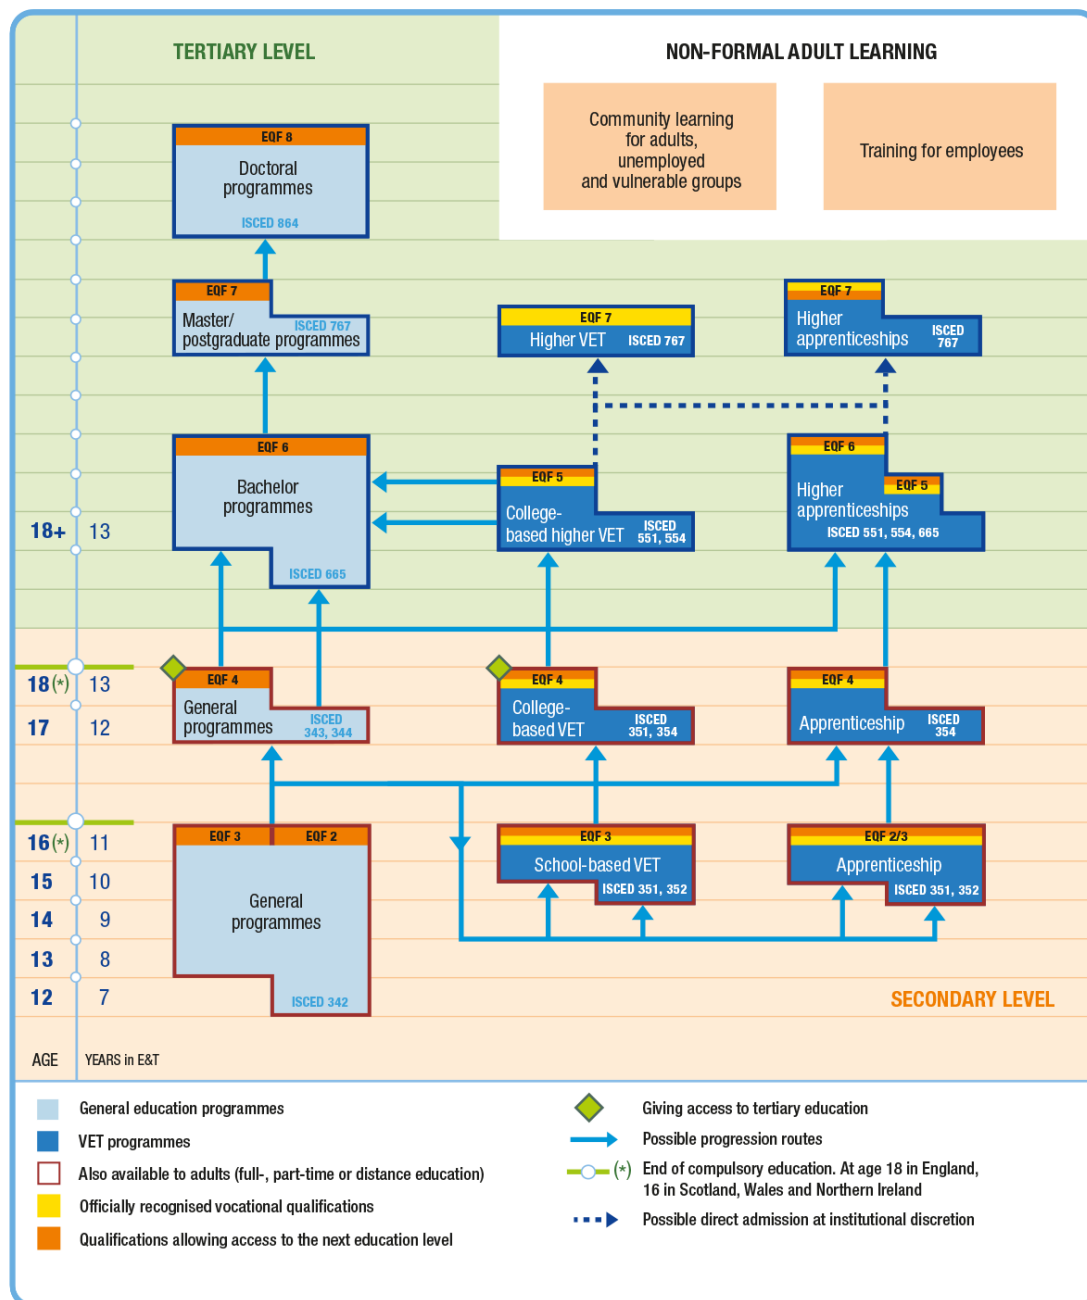 TERTIARY LEVEL
NON-FORMAL ADULT LEARNING
Community learning
for adults,
unemployed
and vulnerable groups
Training for employees
EQF 8
Doctoral
programmes
ISCED 864
EQF 7
Master/
postgraduate programmes
ISCED 767
EQF 7
Higher VET
ISCED 767
EQF 7
Higher
apprenticeships
ISCED
767
EQF 6
Bachelor
programmes
ISCED 665
EQF 5
College-
based higher VET
ISCED
551, 554
EQF 6
EQF 5
Higher
apprenticeships
ISCED 551, 554, 665
18+ 13
EQF 4
General
programmes
ISCED
343, 344
EQF 4
College-
based VET
ISCED
351, 354
EQF 4
Apprenticeship
ISCED
354
18 (*) 13
17 12
EQF 3
EQF 2
General
programmes
ISCED 342
EQF 3
School-based VET
ISCED 351, 352
EQF 2/3
Apprenticeship
ISCED 351, 352
16 (*) 11
15 10
14 9
13 8
12 7
SECONDARY LEVEL
AGE
YEARS in E&T
General education programmes
VET programmes
Also available to adults (full-, part-time or distance education)
Officially recognised vocational qualifications
Qualifications allowing access to the next education level
Giving access to tertiary education
Possible progression routes
(*) End of compulsory education. At age 18 in England,
16 in Scotland, Wales and Northern Ireland
Possible direct admission at institutional discretion